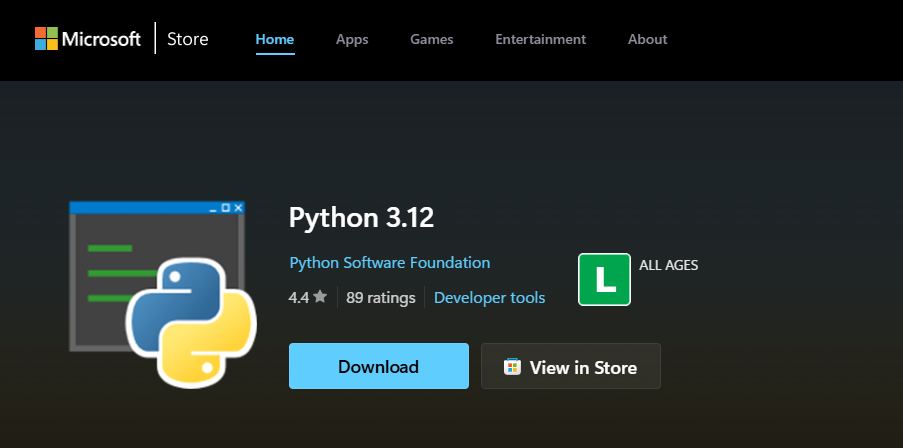 Microsoft | Store Home Apps Games Entertainment About
Python 3.12
Python Software Foundation
L ALL AGES
4.4 89 ratings Developer tools
Download View in Store